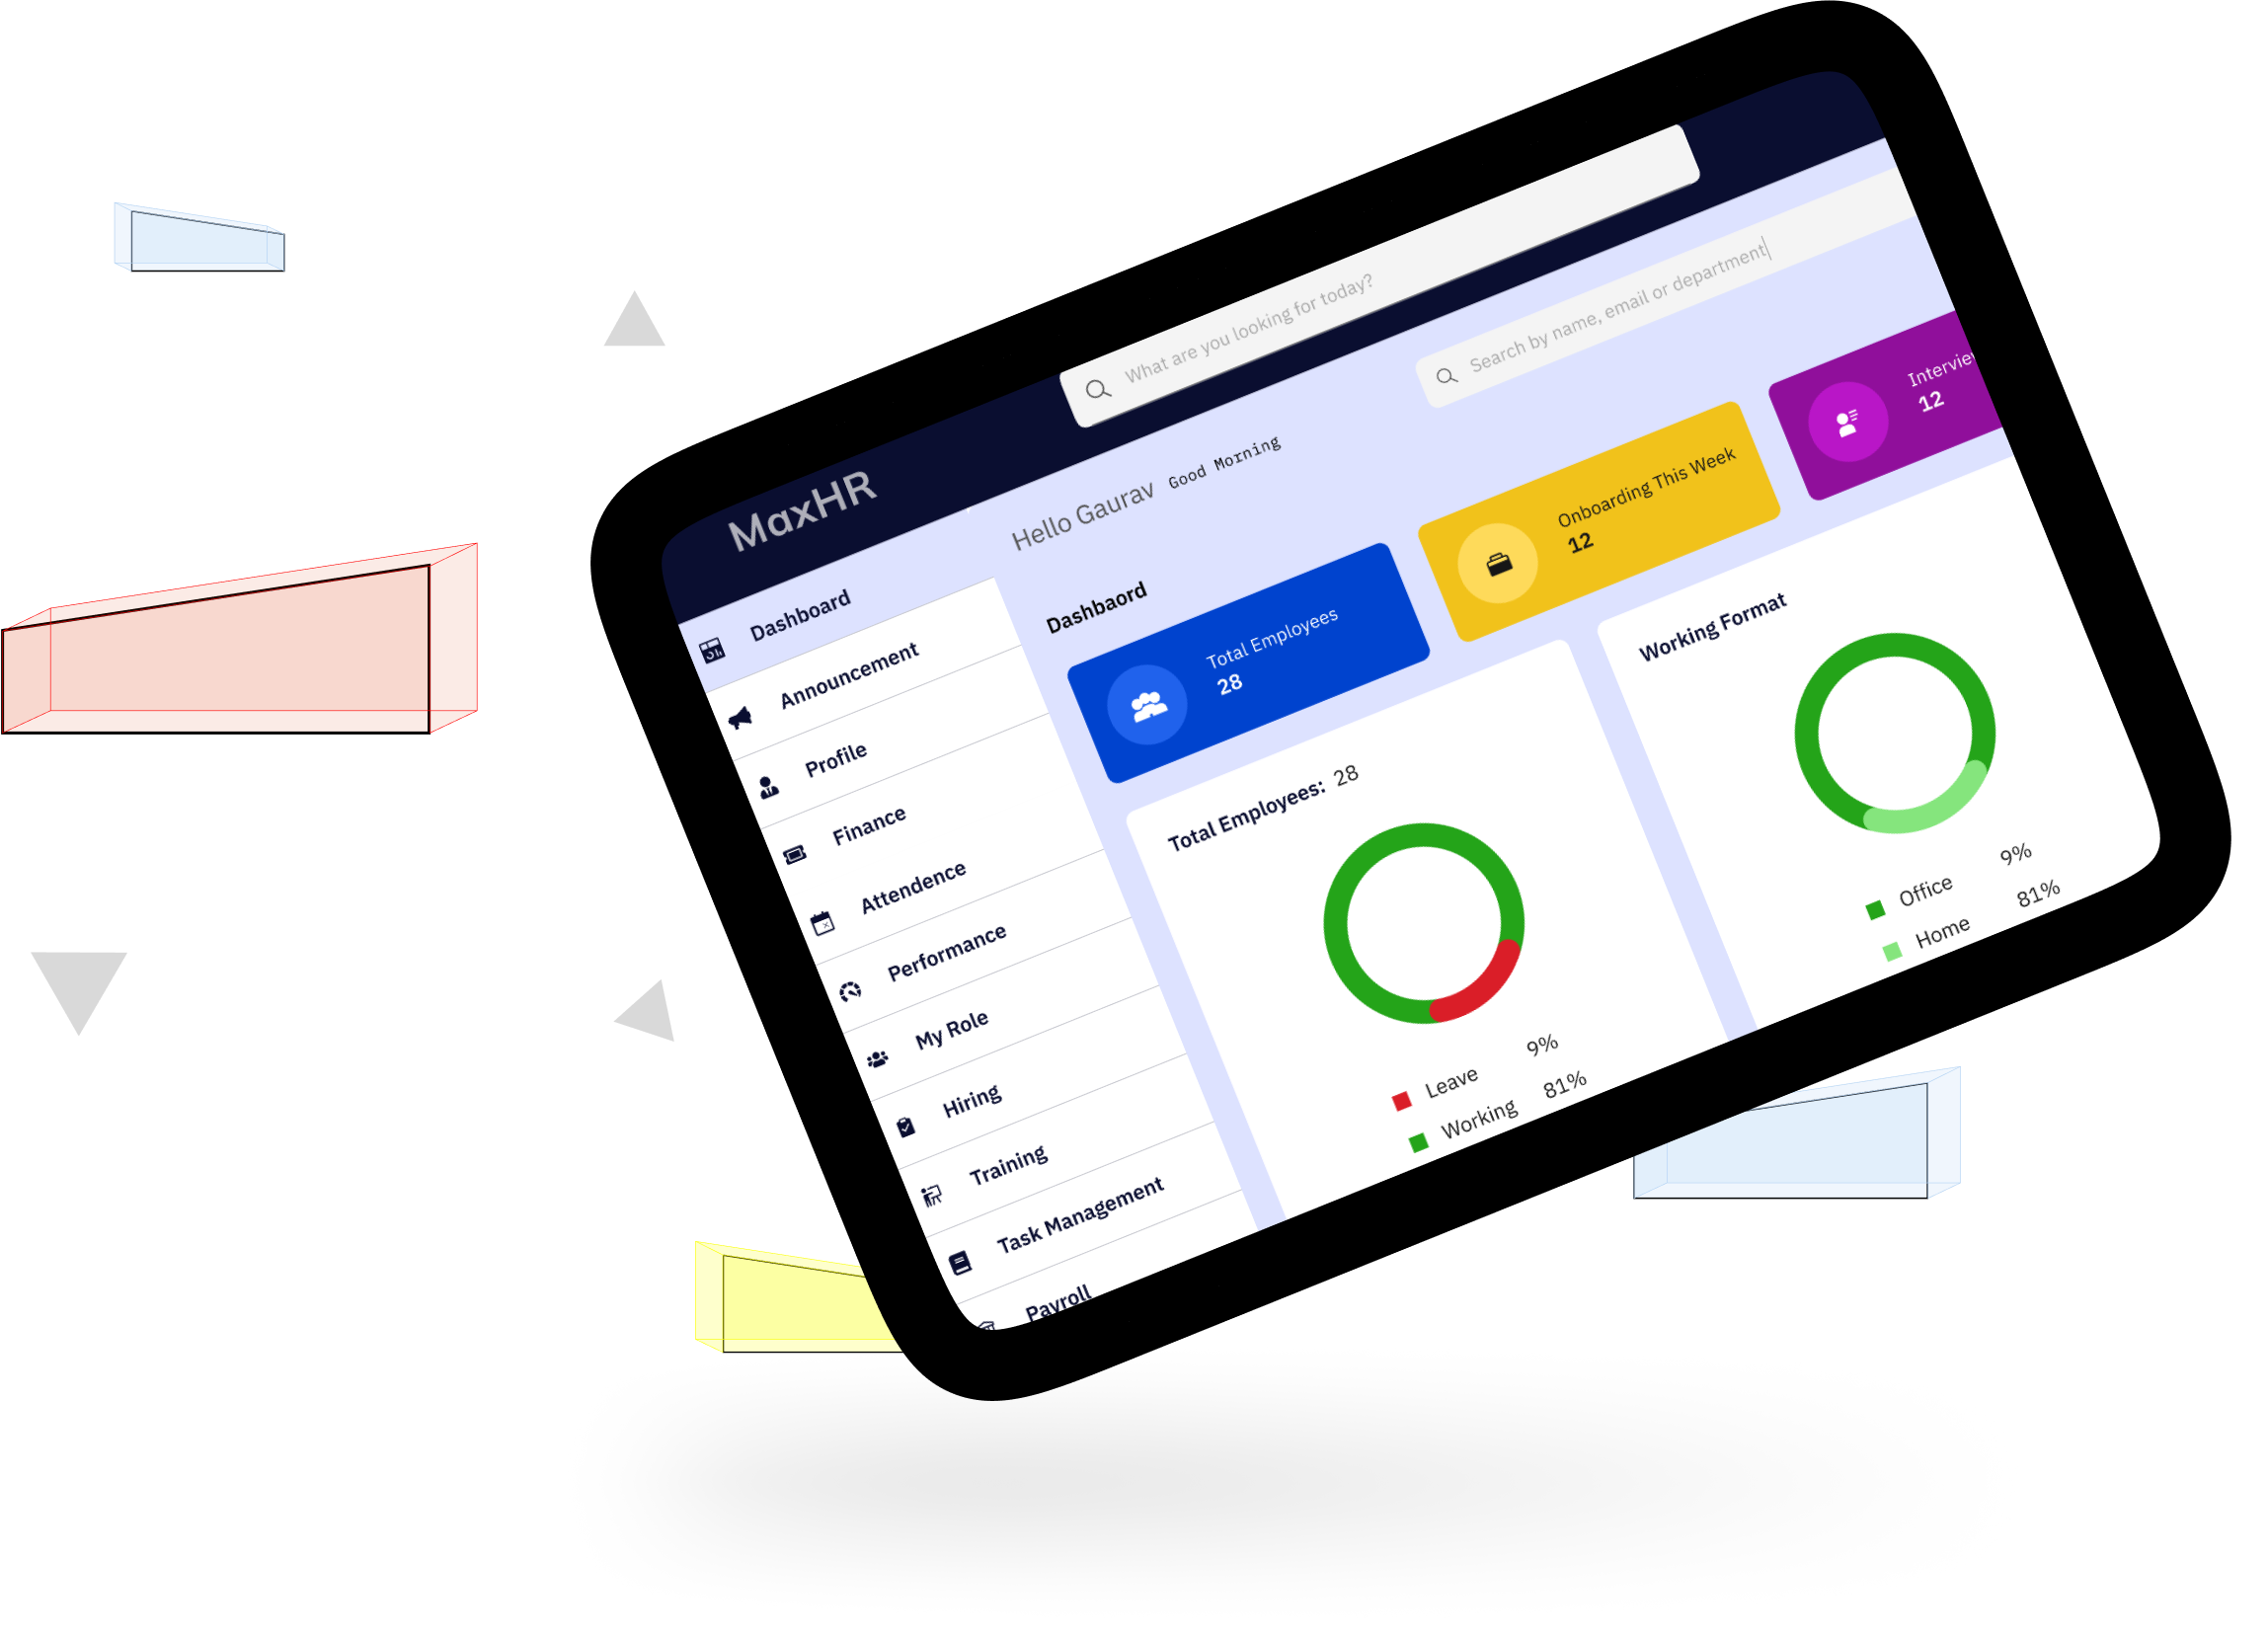 MaxHR
What are you looking for today?
Search by name, email or department
Hello Gaurav Good Morning
Dashboard
Announcement
Profile
Finance
Attendence
Performance
My Role
Hiring
Training
Task Management
Payroll
Dashbaord
Total Employees
28
Onboarding This Week
12
12
Total Employees: 28
Leave 9%
Working 81%
Working Format
Office 9%
Home 81%